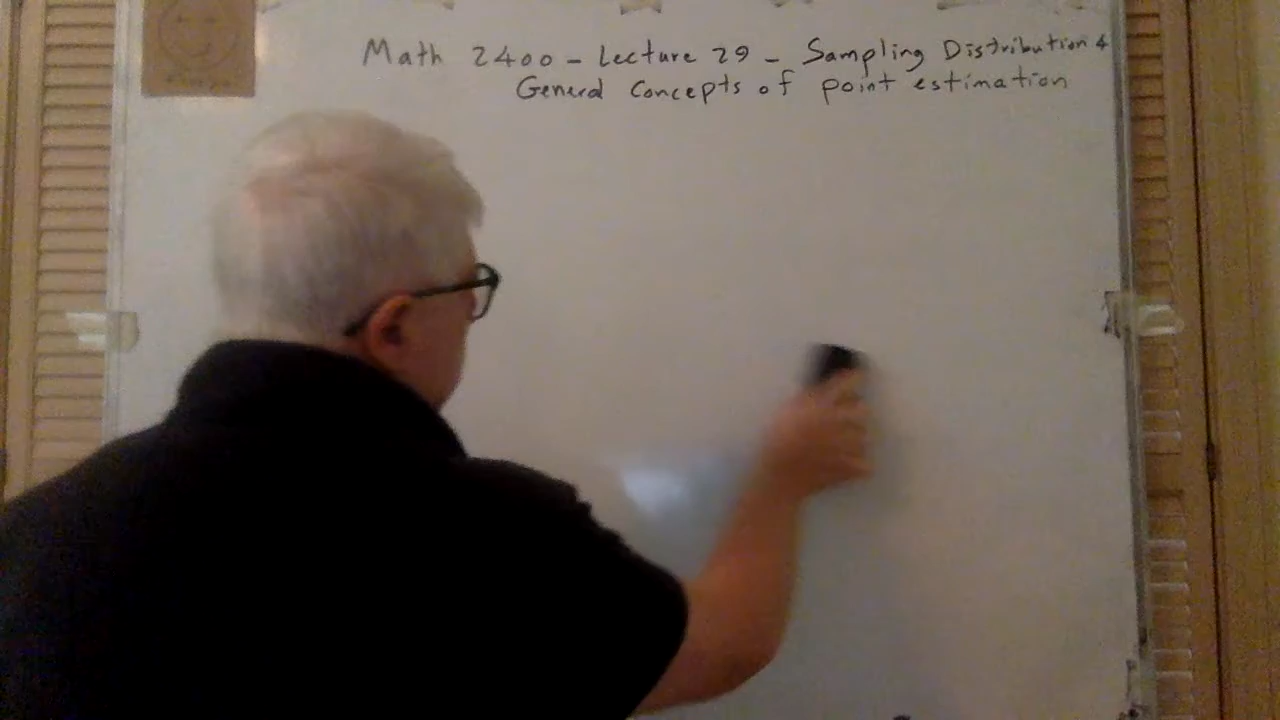 Math 2400 - Lecture 29 - Sampling Distribution &
General Concepts of point estimation